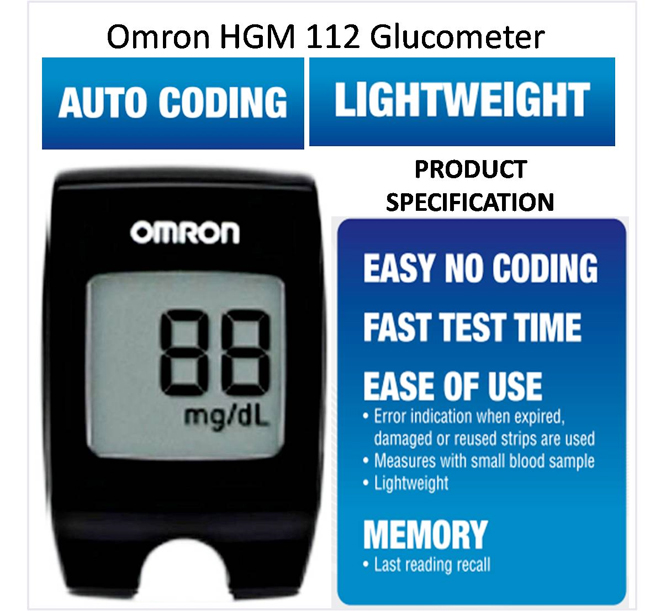 Omron HGM 112 Glucometer
AUTO CODING
LIGHTWEIGHT
PRODUCT
SPECIFICATION
OMRON
88
mg/dL
EASY NO CODING
FAST TEST TIME
EASE OF USE
• Error indication when expired,
damaged or reused strips are used
• Measures with small blood sample
• Lightweight
MEMORY
• Last reading recall